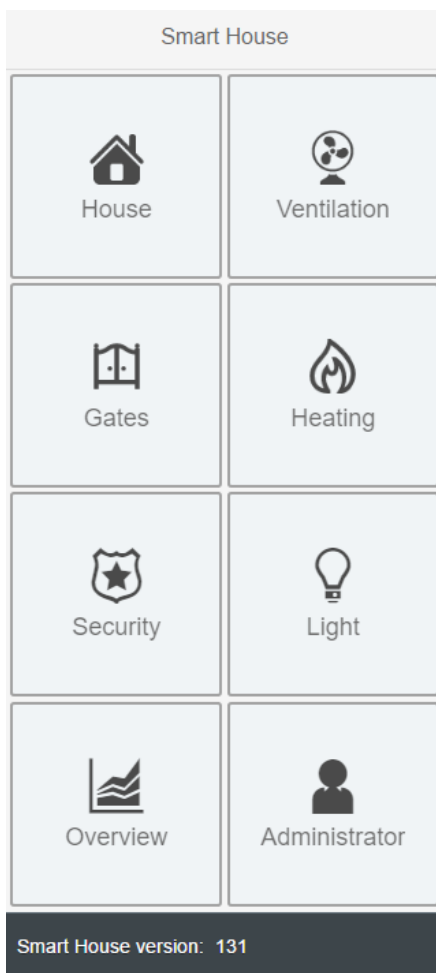 Smart House
House
Ventilation
Gates
Heating
Security
Light
Overview
Administrator
Smart House version: 131